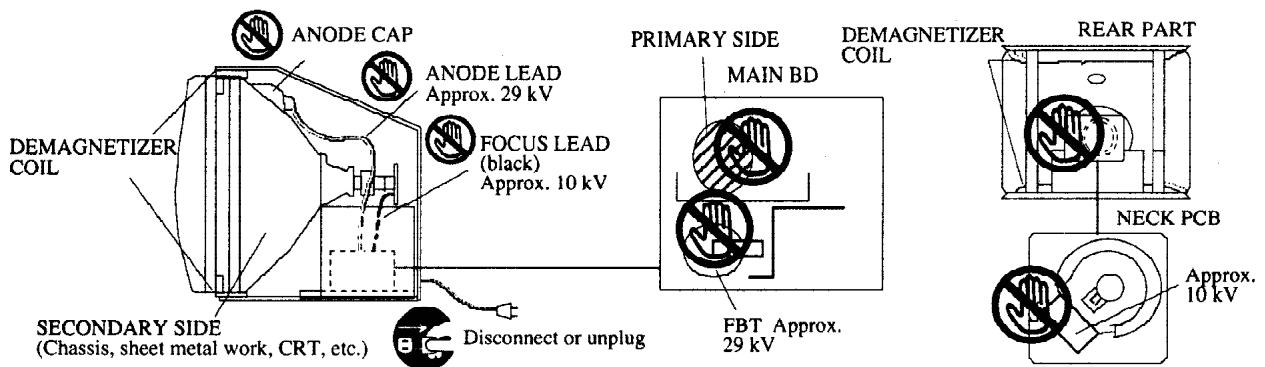 ANODE CAP
ANODE LEAD
Approx. 29 kV
FOCUS LEAD
(black)
Approx. 10 kV
DEMAGNETIZER
COIL
SECONDARY SIDE
(Chassis, sheet metal work, CRT, etc.)
Disconnect or unplug
PRIMARY SIDE
MAIN BD
FBT Approx.
29 kV
DEMAGNETIZER
COIL
REAR PART
NECK PCB
Approx.
10 kV